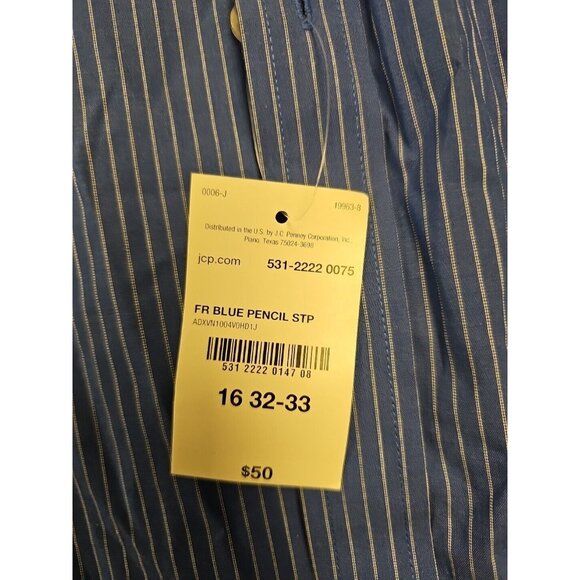 0006-J 19963-8
Distributed in the U.S. by J.C. Penney Corporation, Inc.,
Plano, Texas 75024-3698
jcp.com 531-2222 0075
FR BLUE PENCIL STP
ADXVN1004V0HD1J
531 2222 0147 08
16 32-33
$50